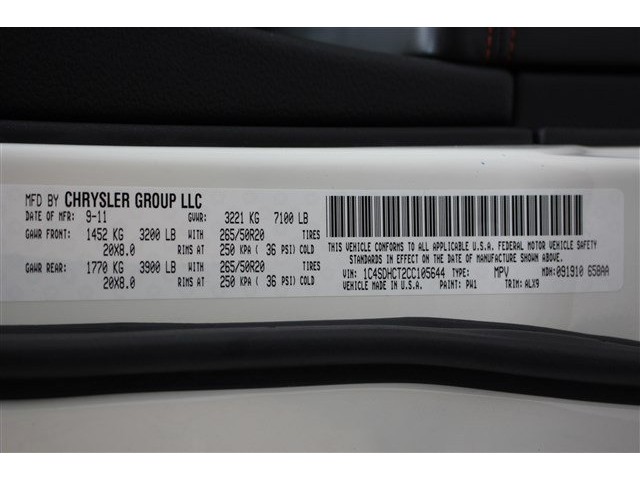 MFD BY CHRYSLER GROUP LLC
DATE OF MFR: 9-11 GVWR: 3221 KG 7100 LB
GAWR FRONT: 1452 KG 3200 LB WITH 265/50R20 TIRES
20X8.0 RIMS AT 250 KPA ( 36 PSI) COLD
GAWR REAR: 1770 KG 3900 LB WITH 265/50R20 TIRES
20X8.0 RIMS AT 250 KPA ( 36 PSI) COLD
THIS VEHICLE CONFORMS TO ALL APPLICABLE U.S.A. FEDERAL MOTOR VEHICLE SAFETY
STANDARDS IN EFFECT ON THE DATE OF MANUFACTURE SHOWN ABOVE.
VIN: 1C4SDHCT2CC105644 TYPE: MPV MDH: 091910 658AA
VEHICLE MADE IN U.S.A. PAINT: PW1 TRIM: ALX9